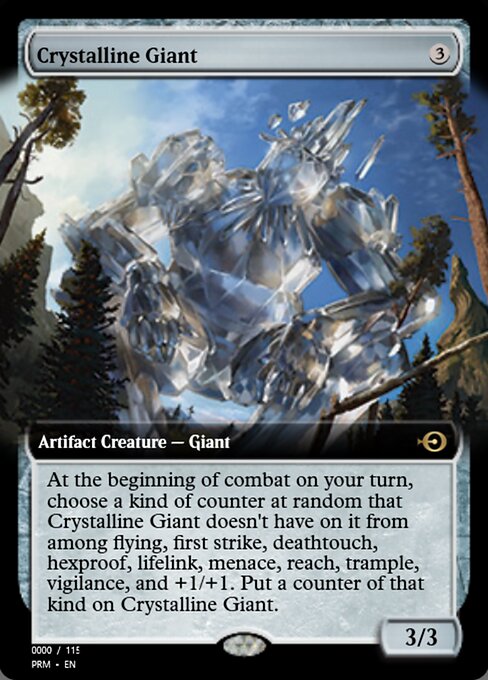 Crystalline Giant 3
Artifact Creature — Giant
At the beginning of combat on your turn,
choose a kind of counter at random that
Crystalline Giant doesn't have on it from
among flying, first strike, deathtouch,
hexproof, lifelink, menace, reach, trample,
vigilance, and +1/+1. Put a counter of that
kind on Crystalline Giant.
3/3
0000 / 115
PRM • EN